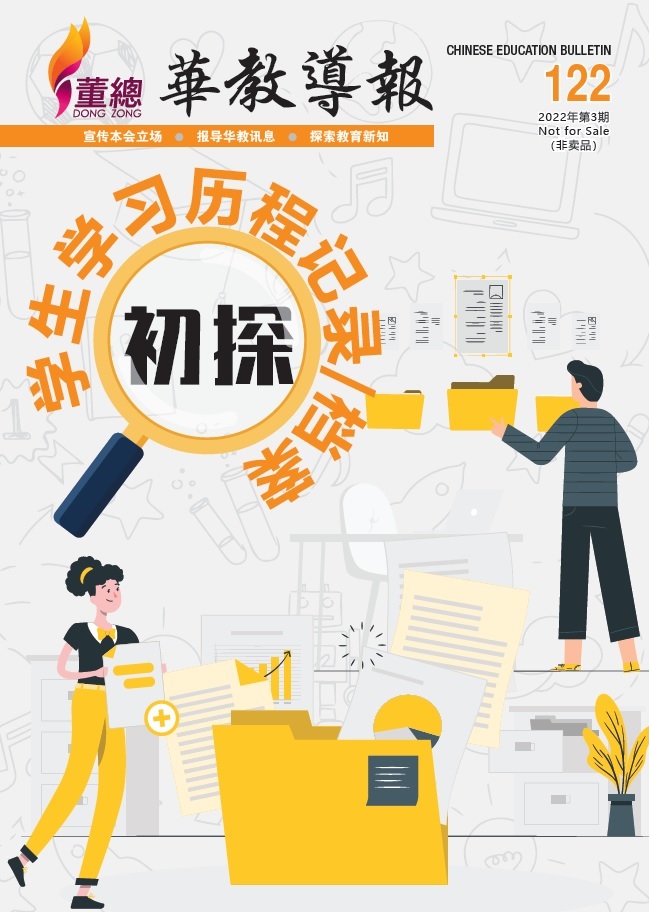 董總
DONG ZONG
華教導報
CHINESE EDUCATION BULLETIN
122
2022年第3期
Not for Sale
(非卖品)
宣传本会立场 ● 报导华教讯息 ● 探索教育新知
学生学习历程记录/档案
初探